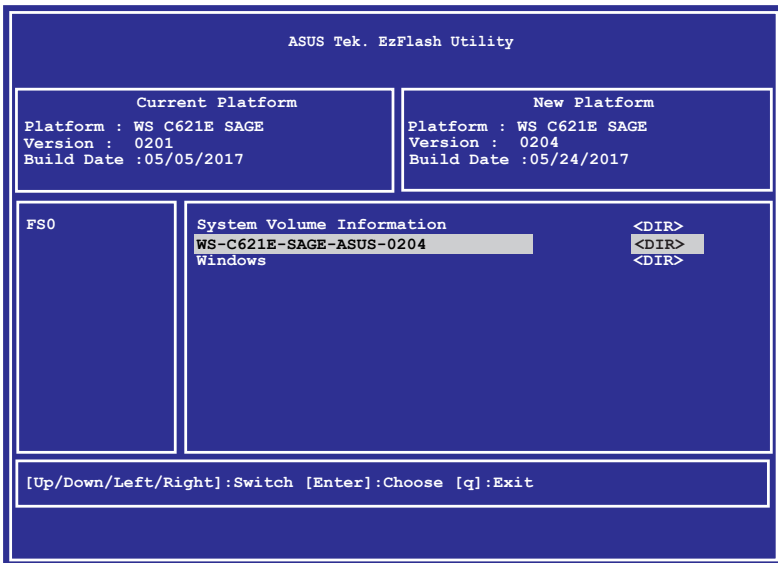 ASUS Tek. EzFlash Utility
Current Platform
Platform : WS C621E SAGE
Version : 0201
Build Date :05/05/2017
New Platform
Platform : WS C621E SAGE
Version : 0204
Build Date :05/24/2017
FS0
System Volume Information <DIR>
WS-C621E-SAGE-ASUS-0204 <DIR>
Windows <DIR>
[Up/Down/Left/Right]:Switch [Enter]:Choose [q]:Exit